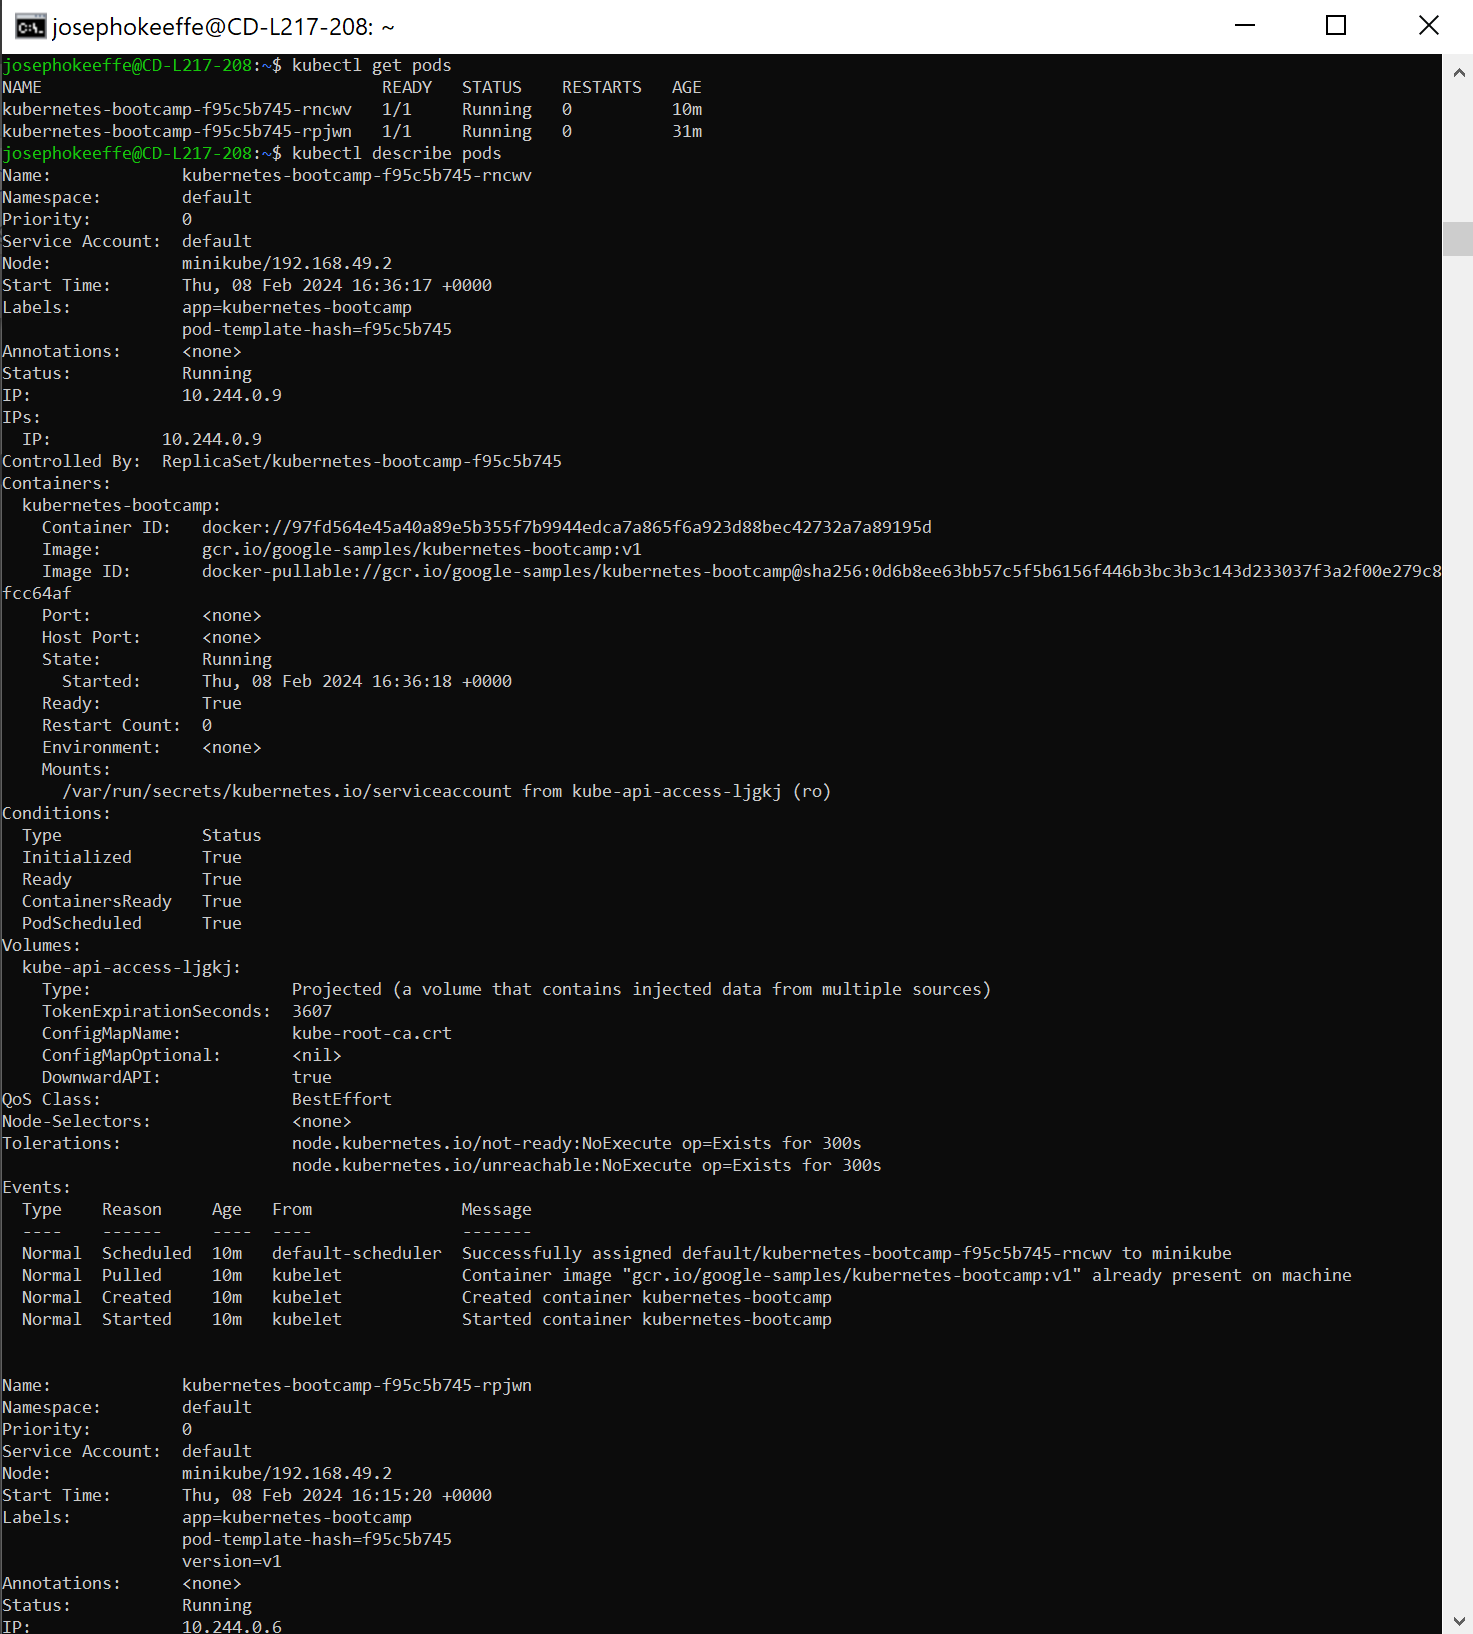 josephokeeffe@CD-L217-208: ~
josephokeeffe@CD-L217-208:~$ kubectl get pods
NAME                                  READY   STATUS    RESTARTS   AGE
kubernetes-bootcamp-f95c5b745-rncwv   1/1     Running   0          10m
kubernetes-bootcamp-f95c5b745-rpjwn   1/1     Running   0          31m
josephokeeffe@CD-L217-208:~$ kubectl describe pods
Name:             kubernetes-bootcamp-f95c5b745-rncwv
Namespace:        default
Priority:         0
Service Account:  default
Node:             minikube/192.168.49.2
Start Time:       Thu, 08 Feb 2024 16:36:17 +0000
Labels:           app=kubernetes-bootcamp
                  pod-template-hash=f95c5b745
Annotations:      <none>
Status:           Running
IP:               10.244.0.9
IPs:
  IP:           10.244.0.9
Controlled By:  ReplicaSet/kubernetes-bootcamp-f95c5b745
Containers:
  kubernetes-bootcamp:
    Container ID:   docker://97fd564e45a40a89e5b355f7b9944edca7a865f6a923d88bec42732a7a89195d
    Image:          gcr.io/google-samples/kubernetes-bootcamp:v1
    Image ID:       docker-pullable://gcr.io/google-samples/kubernetes-bootcamp@sha256:0d6b8ee63bb57c5f5b6156f446b3bc3b3c143d233037f3a2f00e279c8
fcc64af
    Port:           <none>
    Host Port:      <none>
    State:          Running
      Started:      Thu, 08 Feb 2024 16:36:18 +0000
    Ready:          True
    Restart Count:  0
    Environment:    <none>
    Mounts:
      /var/run/secrets/kubernetes.io/serviceaccount from kube-api-access-ljgkj (ro)
Conditions:
  Type              Status
  Initialized       True
  Ready             True
  ContainersReady   True
  PodScheduled      True
Volumes:
  kube-api-access-ljgkj:
    Type:                    Projected (a volume that contains injected data from multiple sources)
    TokenExpirationSeconds:  3607
    ConfigMapName:           kube-root-ca.crt
    ConfigMapOptional:       <nil>
    DownwardAPI:             true
QoS Class:                   BestEffort
Node-Selectors:              <none>
Tolerations:                 node.kubernetes.io/not-ready:NoExecute op=Exists for 300s
                             node.kubernetes.io/unreachable:NoExecute op=Exists for 300s
Events:
  Type    Reason     Age   From               Message
  ----    ------     ----  ----               -------
  Normal  Scheduled  10m   default-scheduler  Successfully assigned default/kubernetes-bootcamp-f95c5b745-rncwv to minikube
  Normal  Pulled     10m   kubelet            Container image "gcr.io/google-samples/kubernetes-bootcamp:v1" already present on machine
  Normal  Created    10m   kubelet            Created container kubernetes-bootcamp
  Normal  Started    10m   kubelet            Started container kubernetes-bootcamp
Name:             kubernetes-bootcamp-f95c5b745-rpjwn
Namespace:        default
Priority:         0
Service Account:  default
Node:             minikube/192.168.49.2
Start Time:       Thu, 08 Feb 2024 16:15:20 +0000
Labels:           app=kubernetes-bootcamp
                  pod-template-hash=f95c5b745
                  version=v1
Annotations:      <none>
Status:           Running
IP:               10.244.0.6